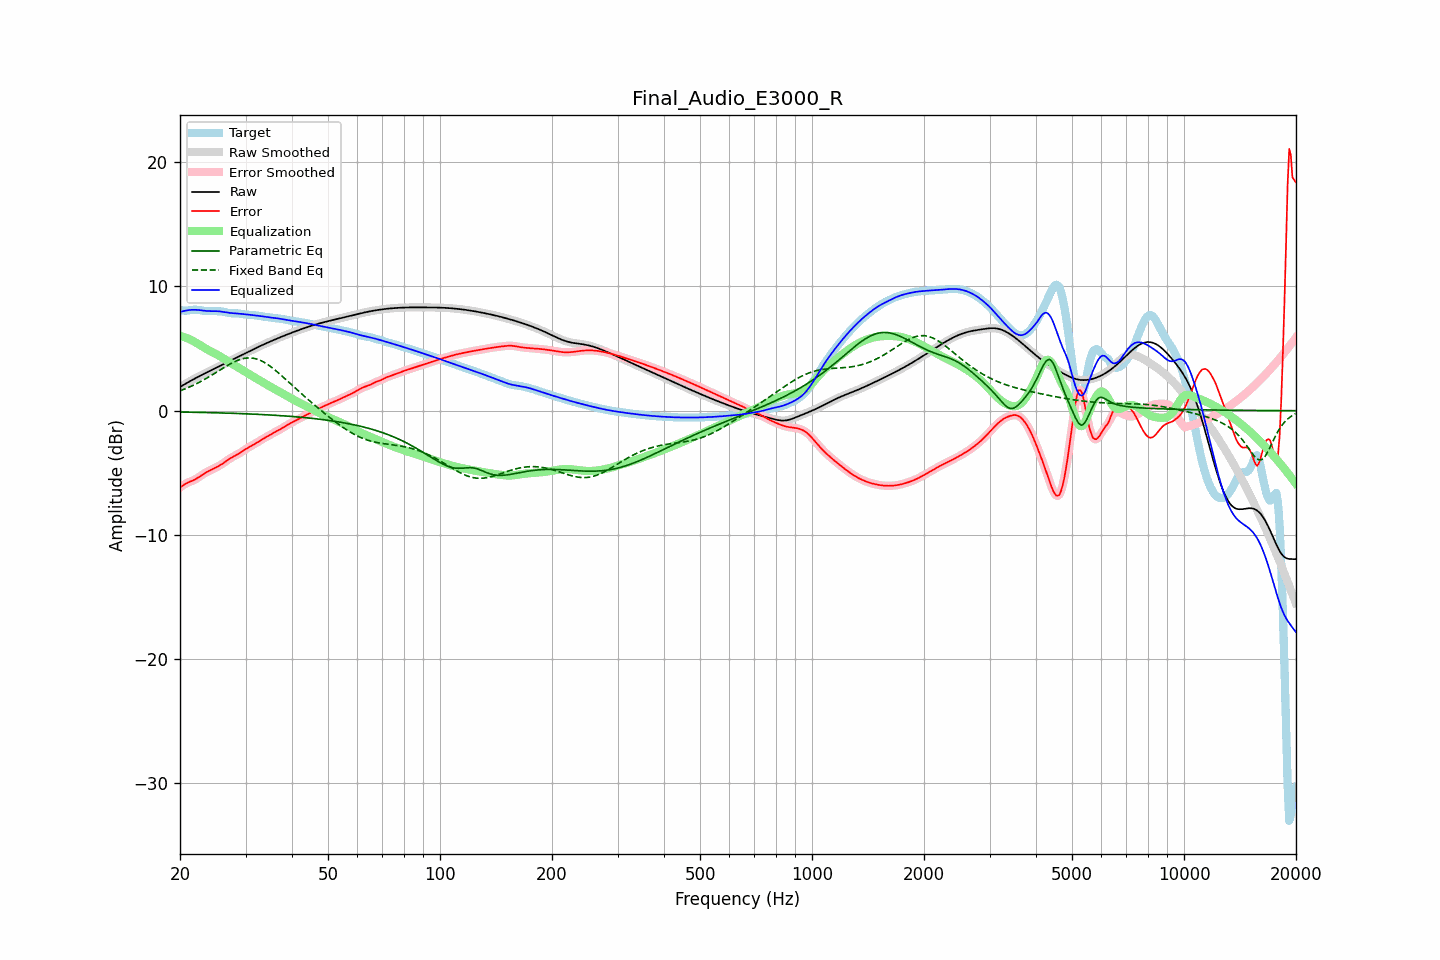 Final_Audio_E3000_R
Target
Raw Smoothed
Error Smoothed
Raw
Error
Equalization
Parametric Eq
Fixed Band Eq
Equalized
20
10
0
−10
−20
−30
Amplitude (dBr)
20 50 100 200 500 1000 2000 5000 10000 20000
Frequency (Hz)